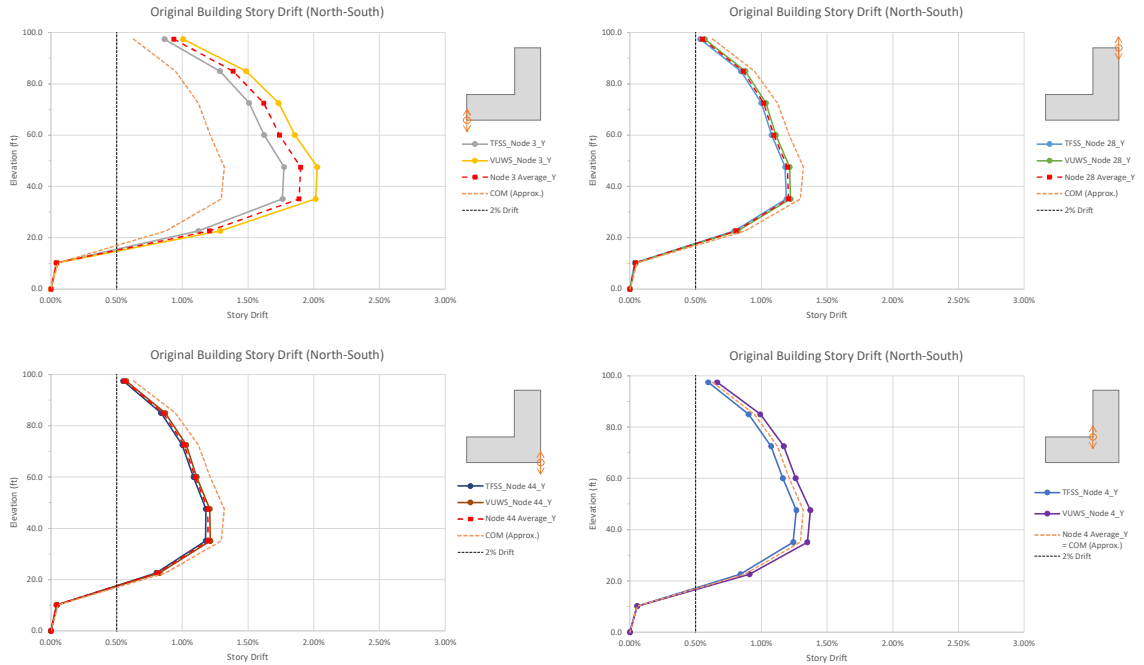 Original Building Story Drift (North-South)
100.0
80.0
60.0
40.0
20.0
0.0
Elevation (ft)
0.00%
0.50%
1.00%
1.50%
2.00%
2.50%
3.00%
Story Drift
TFSS_Node 3_Y
VUWS_Node 3_Y
Node 3 Average_Y
COM (Approx.)
2% Drift
Original Building Story Drift (North-South)
100.0
80.0
60.0
40.0
20.0
0.0
Elevation (ft)
0.00%
0.50%
1.00%
1.50%
2.00%
2.50%
3.00%
Story Drift
TFSS_Node 28_Y
VUWS_Node 28_Y
Node 28 Average_Y
COM (Approx.)
2% Drift
Original Building Story Drift (North-South)
100.0
80.0
60.0
40.0
20.0
0.0
Elevation (ft)
0.00%
0.50%
1.00%
1.50%
2.00%
2.50%
3.00%
Story Drift
TFSS_Node 44_Y
VUWS_Node 44_Y
Node 44 Average_Y
COM (Approx.)
2% Drift
Original Building Story Drift (North-South)
100.0
80.0
60.0
40.0
20.0
0.0
Elevation (ft)
0.00%
0.50%
1.00%
1.50%
2.00%
2.50%
3.00%
Story Drift
TFSS_Node 4_Y
VUWS_Node 4_Y
Node 4 Average_Y
= COM (Approx.)
2% Drift